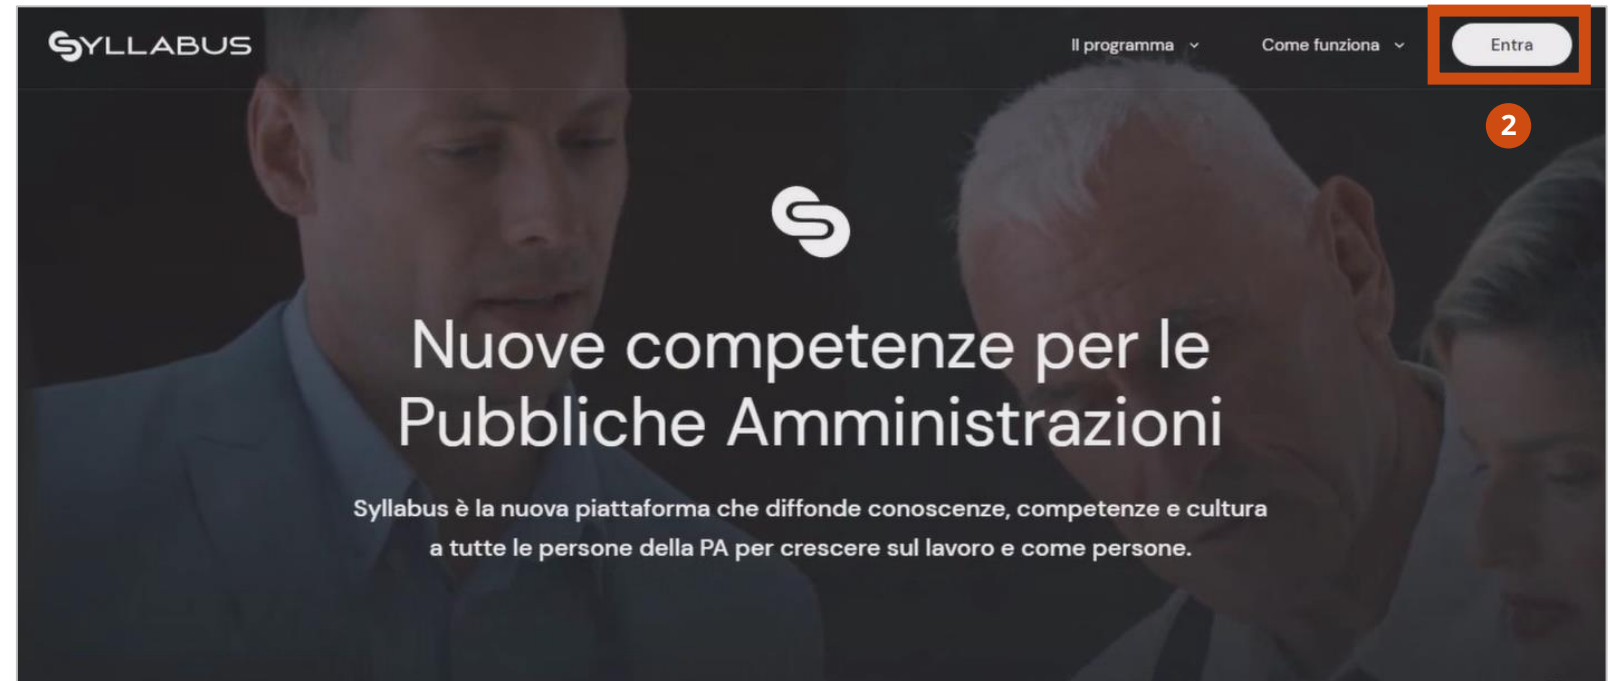 SYLLABUS
Il programma
Come funziona
Entra
2
Nuove competenze per le
Pubbliche Amministrazioni
Syllabus è la nuova piattaforma che diffonde conoscenze, competenze e cultura
a tutte le persone della PA per crescere sul lavoro e come persone.